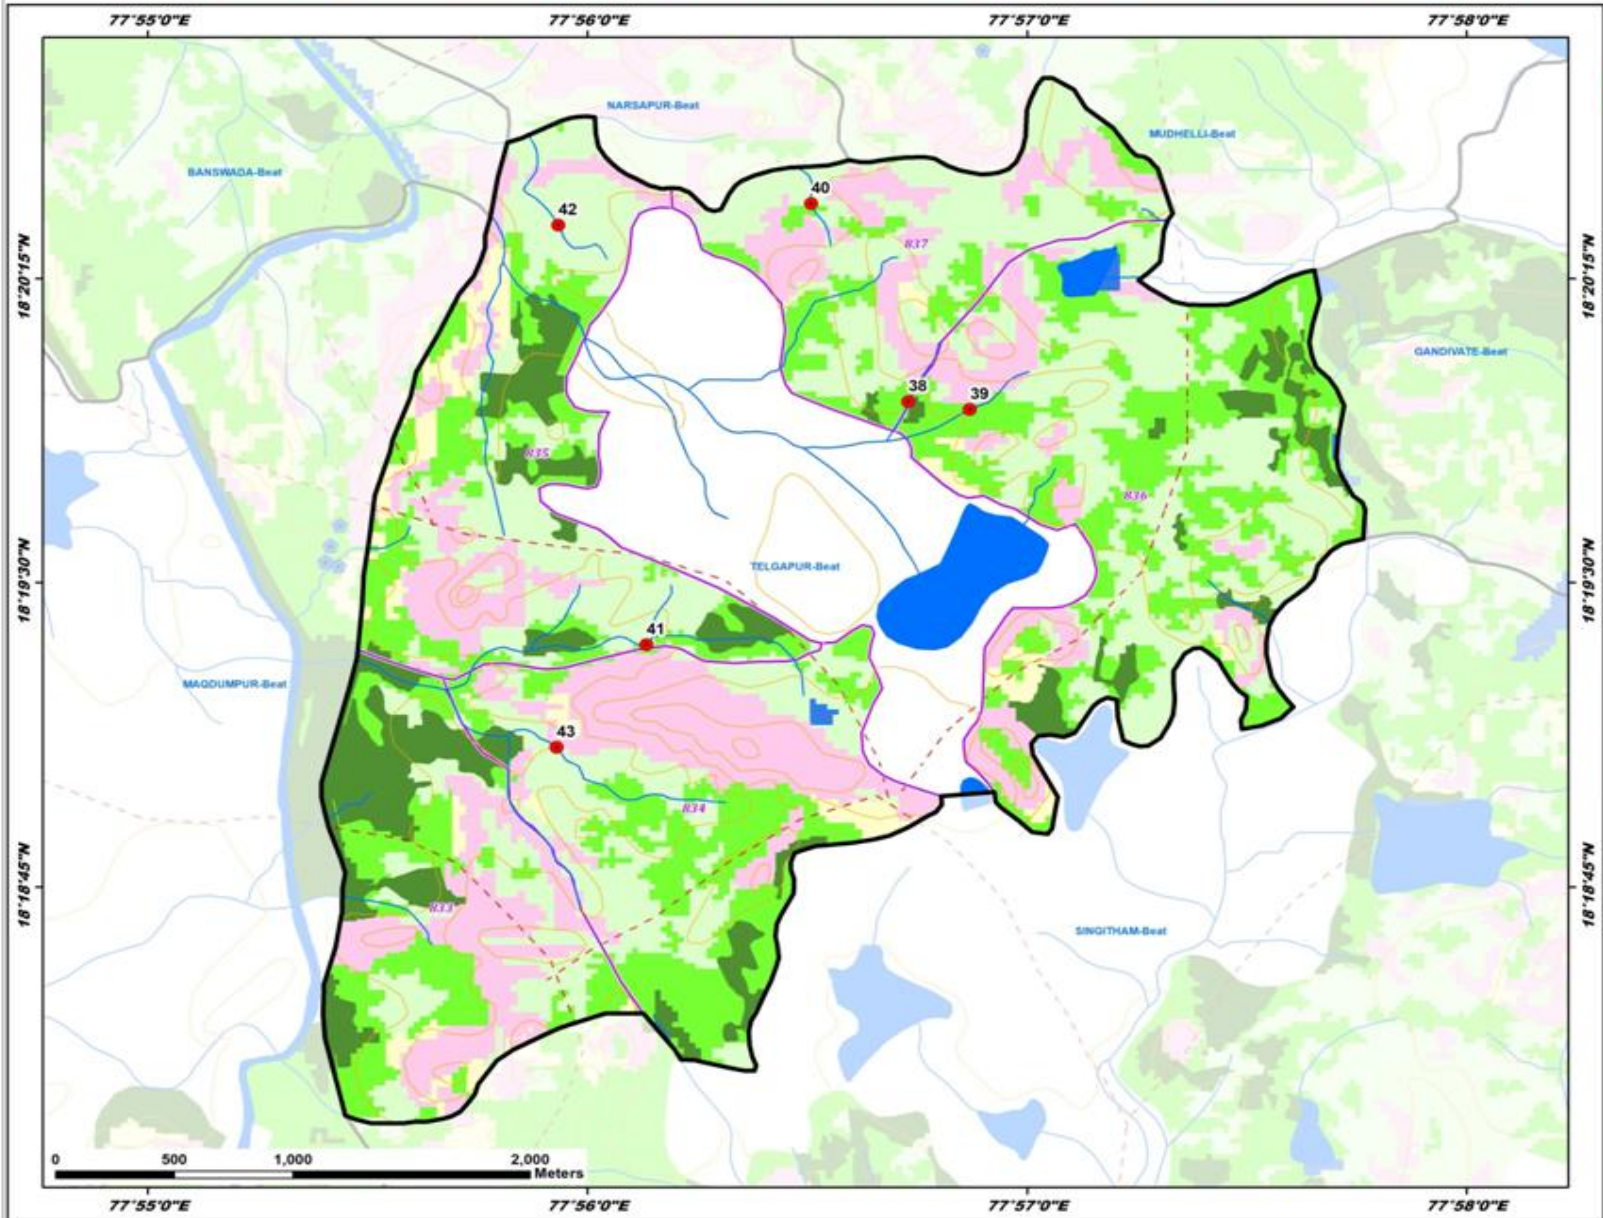 77°55'0"E 77°56'0"E 77°57'0"E 77°58'0"E
NARSAPUR-Beat
MUDHELLI-Beat
BANSWADA-Beat
40
42
837
18°20'15"N 18°20'15"N
GANDIVATE-Beat
38
39
835
836
TELGAPUR-Beat
18°19'30"N 18°19'30"N
41
MAQDUMPUR-Beat
43
834
18°18'45"N 18°18'45"N
833
SINGITHAM-Beat
0 500 1,000 2,000
Meters
77°55'0"E 77°56'0"E 77°57'0"E 77°58'0"E